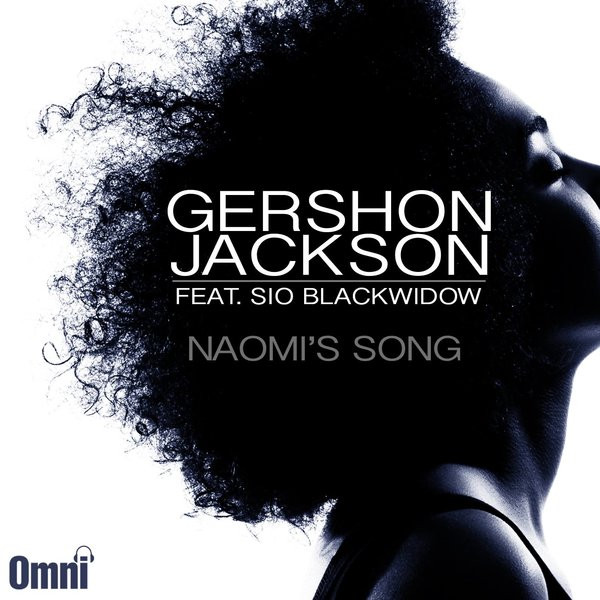 GERSHON
JACKSON
FEAT. SIO BLACKWIDOW
NAOMI'S SONG
Omni